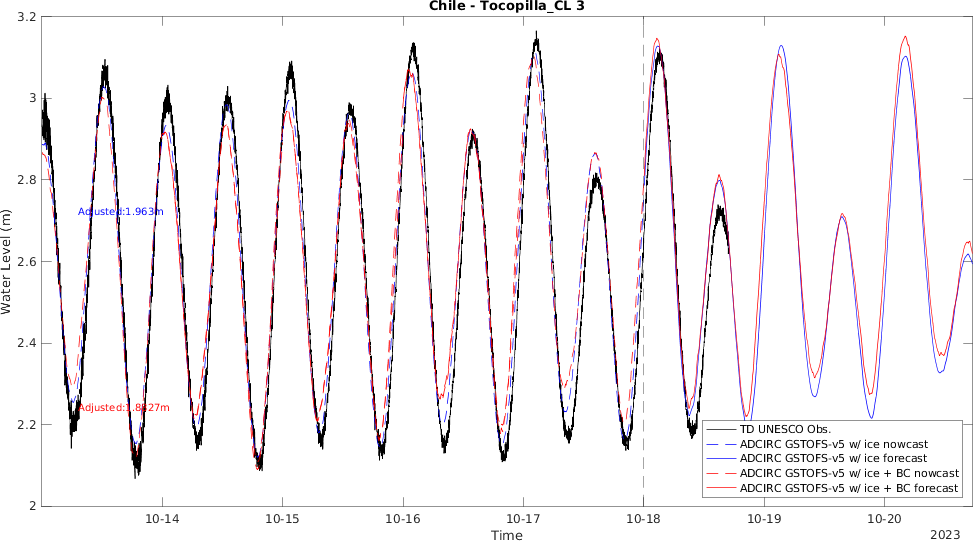 Chile - Tocopilla_CL 3
3.2
3
2.8
2.6
2.4
2.2
2
Water Level (m)
Adjusted:1.963m
TD UNESCO Obs.
ADCIRC GSTOFS-v5 w/ ice nowcast
ADCIRC GSTOFS-v5 w/ ice forecast
ADCIRC GSTOFS-v5 w/ ice + BC nowcast
ADCIRC GSTOFS-v5 w/ ice + BC forecast
10-14
10-15
10-16
10-17
10-18
10-19
10-20
Time
2023